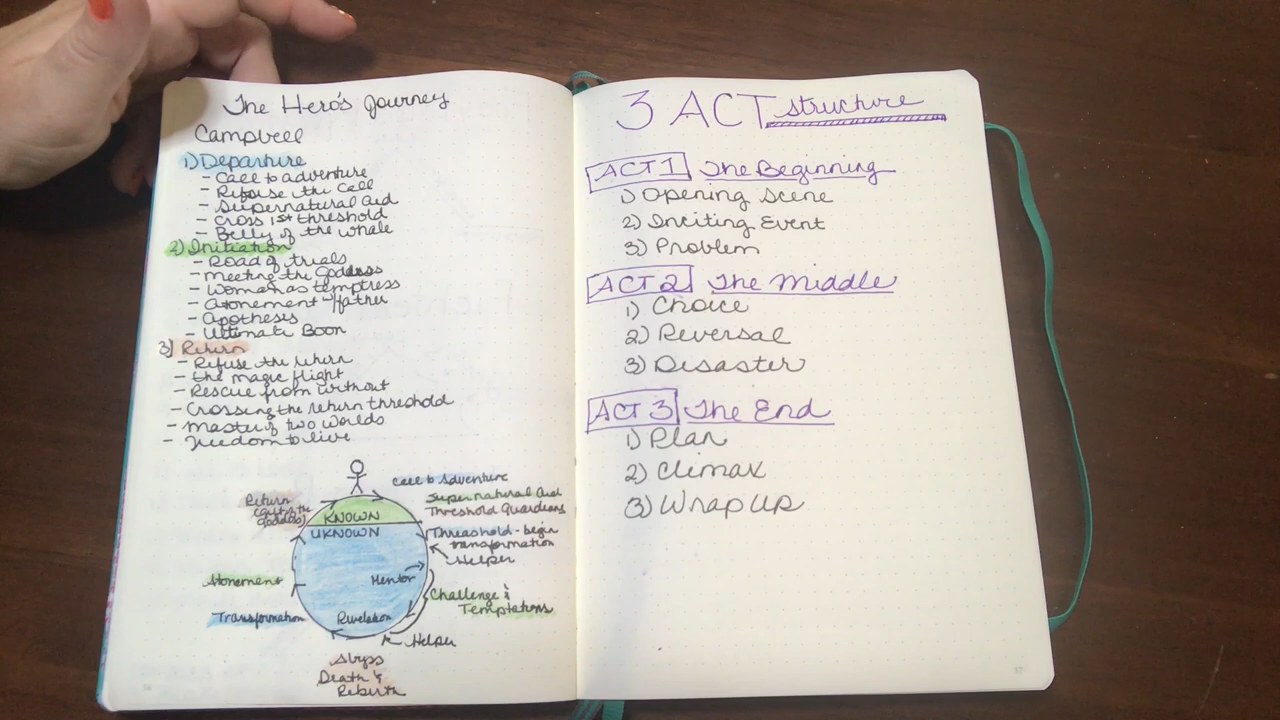 The Hero's Journey
Campbell
1) Departure
- Call to adventure
- Refuse the call
- Supernatural aid
- Cross 1st threshold
- Belly of the whale
2) Initiation
- Road of trials
- Meeting the Goddess
- Woman as temptress
- Atonement w/father
- Apotheses
- Ultimate Boon
3) Return
- Refuse the return
- the magic flight
- Rescue from without
- Crossing the return threshold
- Master of two worlds
- Freedom to live
Call to Adventure
Return
Supernatural aid
Threshold Guardians
KNOWN
UKNOWN
Threashold - begin
transformation
Helper
Atonement
Mentor
Challenge &
Temptations
Transformation
Revelation
Helper
Abyss
Death &
Rebirth
3 ACT structure
ACT 1 The Beginning
1) Opening Scene
2) Inciting Event
3) Problem
ACT 2 The Middle
1) Choice
2) Reversal
3) Disaster
ACT 3 The End
1) Plan
2) Climax
3) Wrap Up